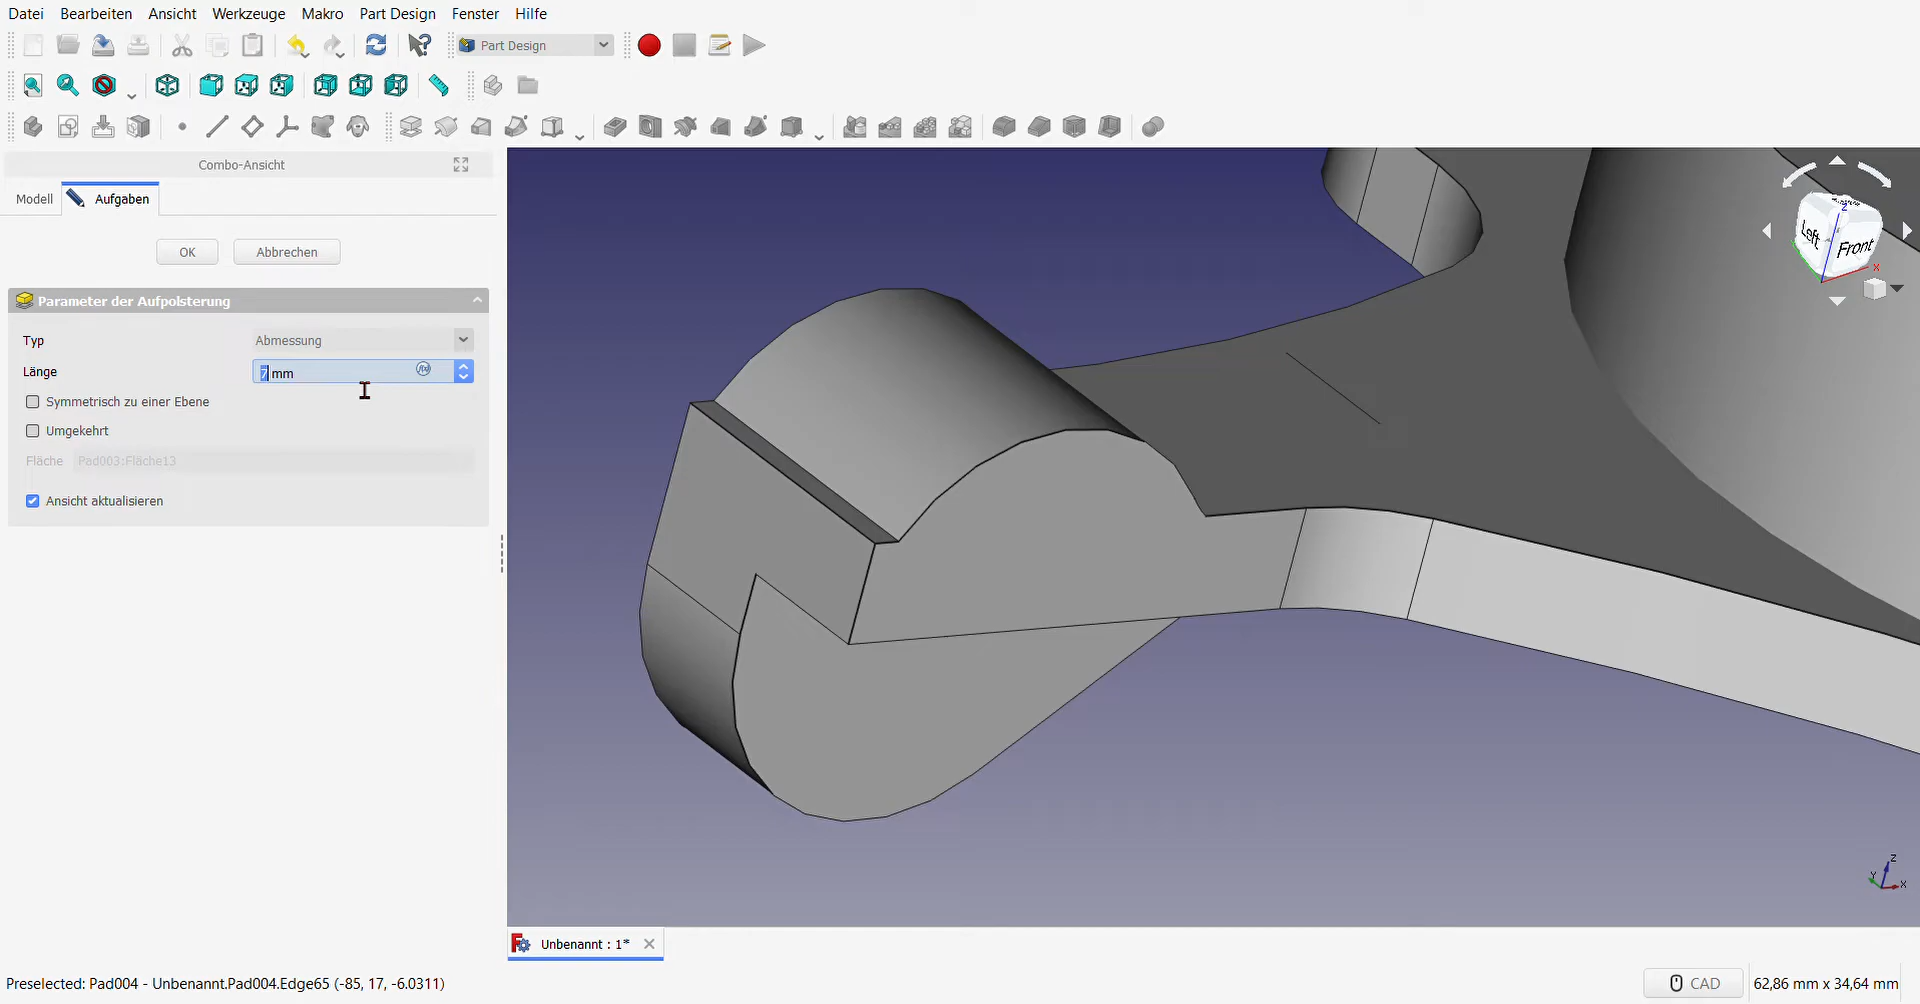 Datei Bearbeiten Ansicht Werkzeuge Makro Part Design Fenster Hilfe
Part Design
Combo-Ansicht
Modell Aufgaben
OK Abbrechen
Parameter der Aufpolsterung
Typ Abmessung
Länge 7 mm
Symmetrisch zu einer Ebene
Umgekehrt
Fläche Pad003:Fläche13
Ansicht aktualisieren
Left Front
Z
X
Z
Y
X
Unbenannt : 1*
Preselected: Pad004 - Unbenannt.Pad004.Edge65 (-85, 17, -6.0311)
CAD 62,86 mm x 34,64 mm